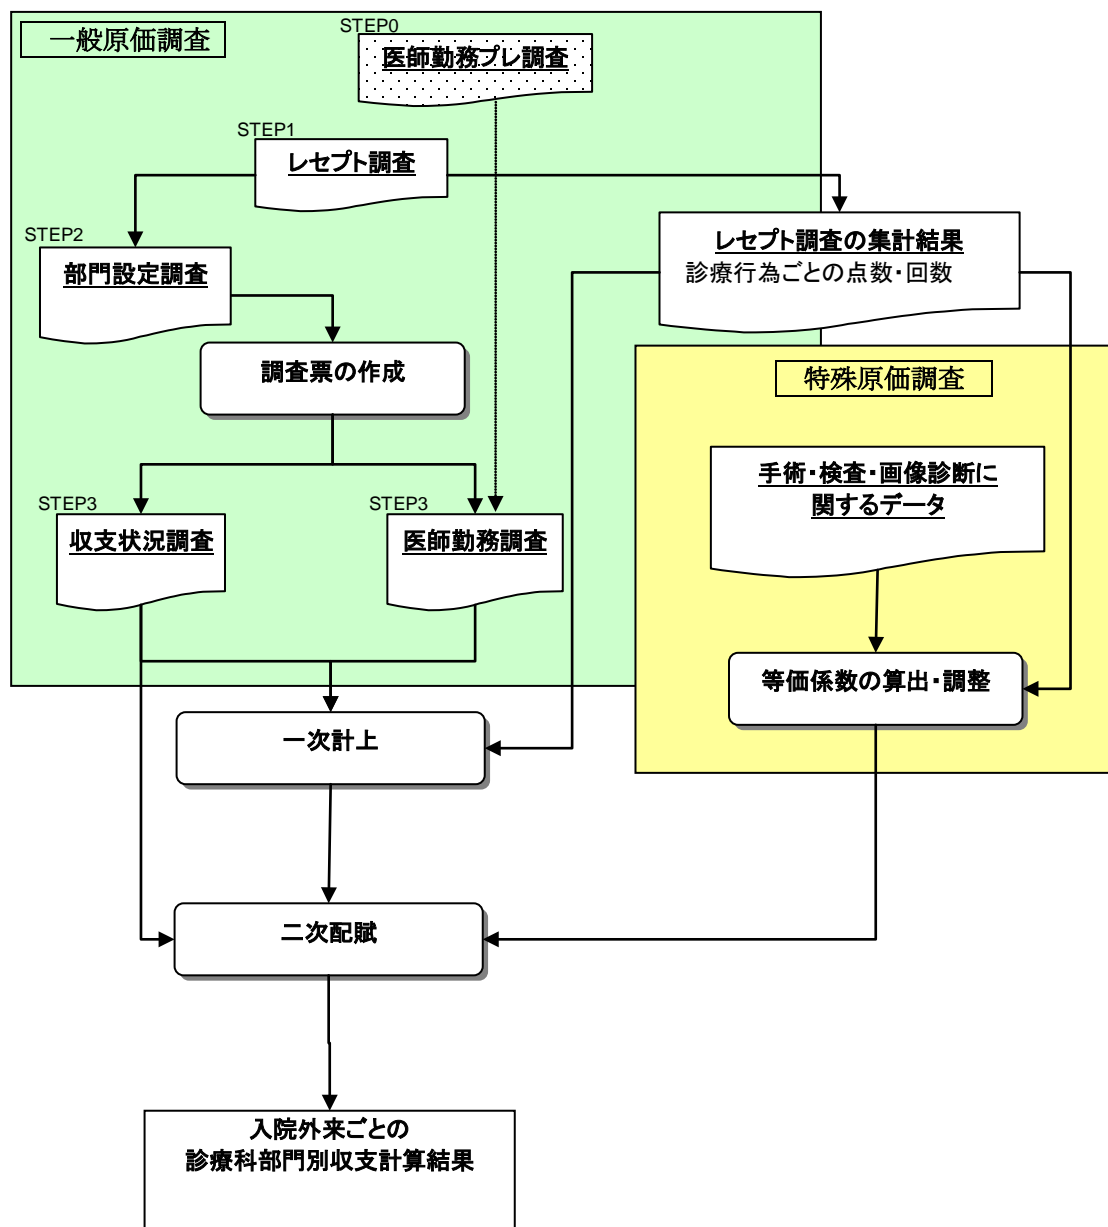 一般原価調査
STEP0
医師勤務プレ調査
STEP1
レセプト調査
STEP2
部門設定調査
レセプト調査の集計結果
診療行為ごとの点数・回数
調査票の作成
特殊原価調査
手術・検査・画像診断に
関するデータ
STEP3
収支状況調査
STEP3
医師勤務調査
等価係数の算出・調整
一次計上
二次配賦
入院外来ごとの
診療科部門別収支計算結果